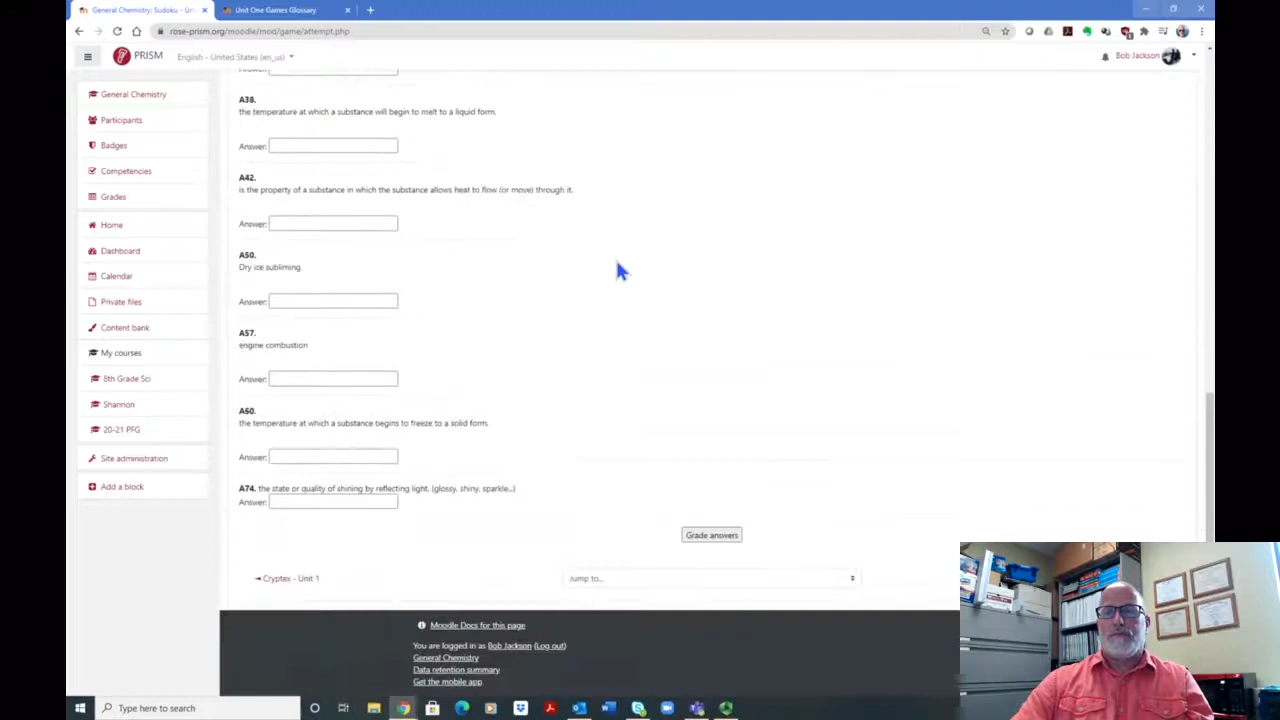 General Chemistry: Sudoku - Uni
Unit One Games Glossary
rose-prism.org/moodle/mod/game/attempt.php
PRISM
English - United States (en_us)
Bob Jackson
General Chemistry
Participants
Badges
Competencies
Grades
Home
Dashboard
Calendar
Private files
Content bank
My courses
8th Grade Sci
Shannon
20-21 PFG
Site administration
Add a block
Answer:
A38.
the temperature at which a substance will begin to melt to a liquid form.
Answer:
A42.
is the property of a substance in which the substance allows heat to flow (or move) through it.
Answer:
A50.
Dry ice subliming
Answer:
A57.
engine combustion
Answer:
A60.
the temperature at which a substance begins to freeze to a solid form.
Answer:
A74. the state or quality of shining by reflecting light. (glossy, shiny, sparkle...)
Answer:
Grade answers
◄ Cryptex - Unit 1
Jump to...
Moodle Docs for this page
You are logged in as Bob Jackson (Log out)
General Chemistry
Data retention summary
Get the mobile app
Type here to search